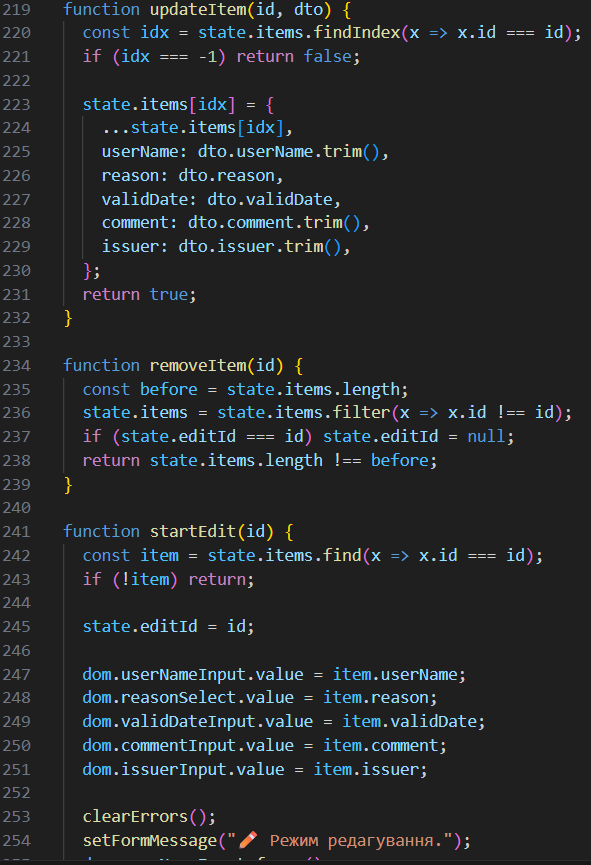 219 function updateItem(id, dto) {
220 const idx = state.items.findIndex(x => x.id === id);
221 if (idx === -1) return false;
222
223 state.items[idx] = {
224 ...state.items[idx],
225 userName: dto.userName.trim(),
226 reason: dto.reason,
227 validDate: dto.validDate,
228 comment: dto.comment.trim(),
229 issuer: dto.issuer.trim(),
230 };
231 return true;
232 }
233
234 function removeItem(id) {
235 const before = state.items.length;
236 state.items = state.items.filter(x => x.id !== id);
237 if (state.editId === id) state.editId = null;
238 return state.items.length !== before;
239 }
240
241 function startEdit(id) {
242 const item = state.items.find(x => x.id === id);
243 if (!item) return;
244
245 state.editId = id;
246
247 dom.userNameInput.value = item.userName;
248 dom.reasonSelect.value = item.reason;
249 dom.validDateInput.value = item.validDate;
250 dom.commentInput.value = item.comment;
251 dom.issuerInput.value = item.issuer;
252
253 clearErrors();
254 setFormMessage("✏️ Режим редагування.");